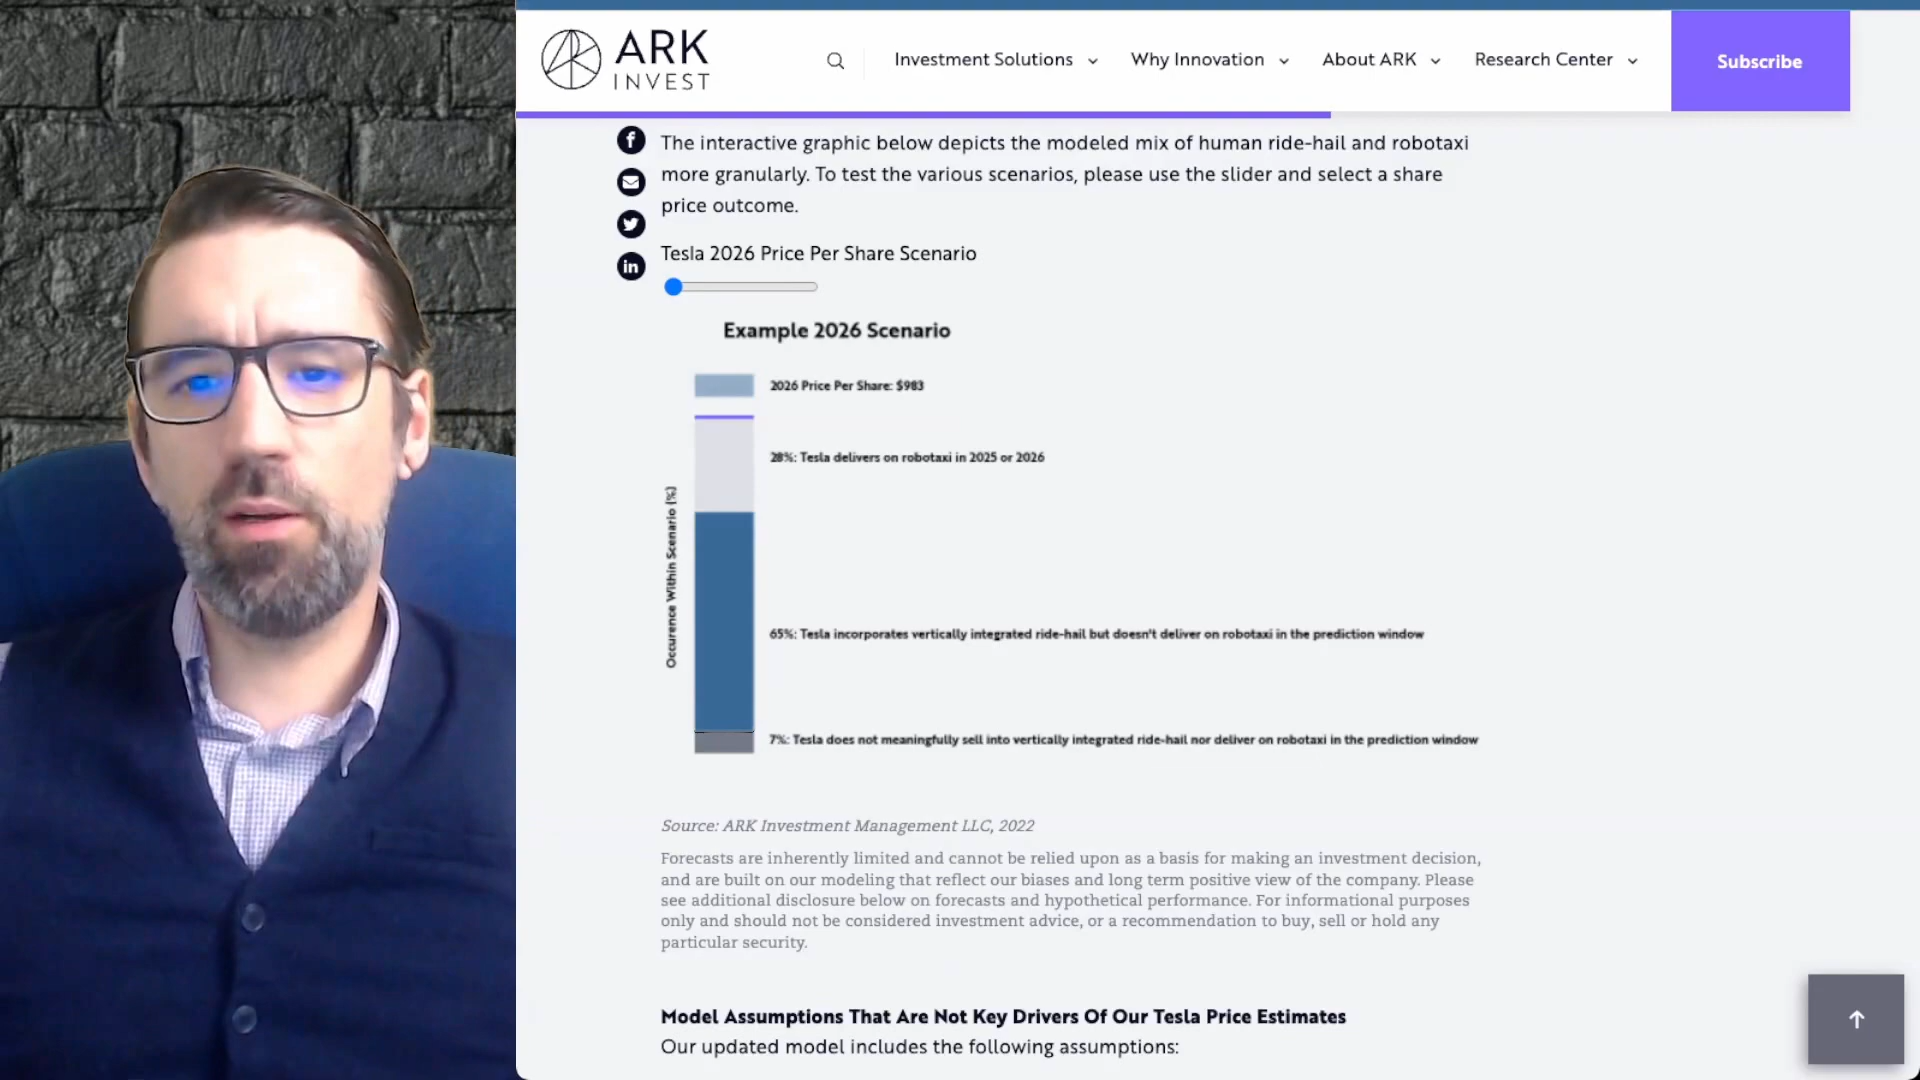 ARK
INVEST
Investment Solutions
Why Innovation
About ARK
Research Center
Subscribe
The interactive graphic below depicts the modeled mix of human ride-hail and robotaxi
more granularly. To test the various scenarios, please use the slider and select a share
price outcome.
Tesla 2026 Price Per Share Scenario
Example 2026 Scenario
2026 Price Per Share: $983
28%: Tesla delivers on robotaxi in 2025 or 2026
Occurence Within Scenario (%)
65%: Tesla incorporates vertically integrated ride-hail but doesn't deliver on robotaxi in the prediction window
7%: Tesla does not meaningfully sell into vertically integrated ride-hail nor deliver on robotaxi in the prediction window
Source: ARK Investment Management LLC, 2022
Forecasts are inherently limited and cannot be relied upon as a basis for making an investment decision,
and are built on our modeling that reflect our biases and long term positive view of the company. Please
see additional disclosure below on forecasts and hypothetical performance. For informational purposes
only and should not be considered investment advice, or a recommendation to buy, sell or hold any
particular security.
Model Assumptions That Are Not Key Drivers Of Our Tesla Price Estimates
Our updated model includes the following assumptions: